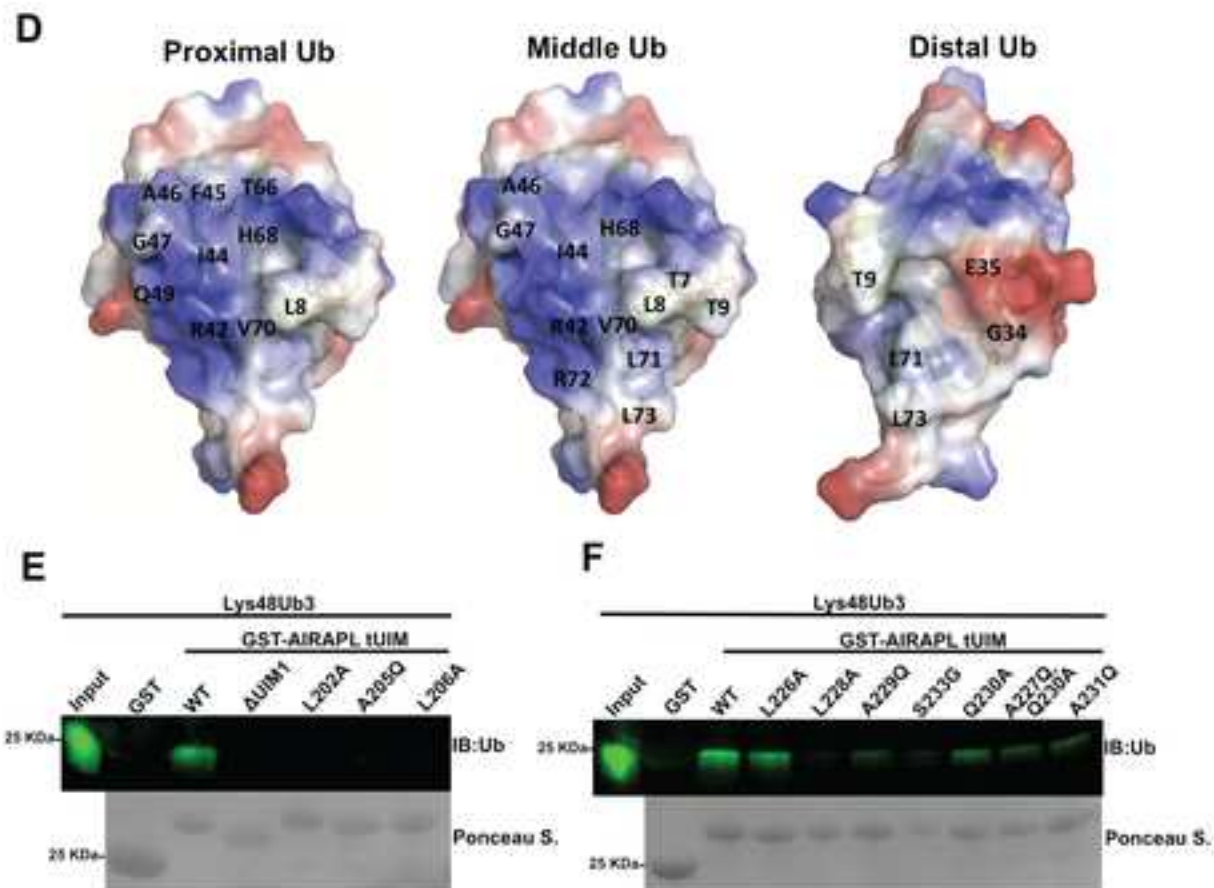 D
Proximal Ub Middle Ub Distal Ub
A46 F45 T66
G47 I44 H68
Q49 L8
R42 V70
A46
G47 I44 H68
T7
L8 T9
R42 V70
L71
R72
L73
T9 E35
G34
L71
L73
E
Lys48Ub3
GST-AIRAPL tUIM
Input GST WT ΔUIM1 L202A A205Q L206A
25 KDa
IB:Ub
Ponceau S.
25 KDa
F
Lys48Ub3
GST-AIRAPL tUIM
Input GST WT L226A L228A A229Q S233G Q230A A227Q Q230A A231Q
25 KDa
IB:Ub
Ponceau S.
25 KDa